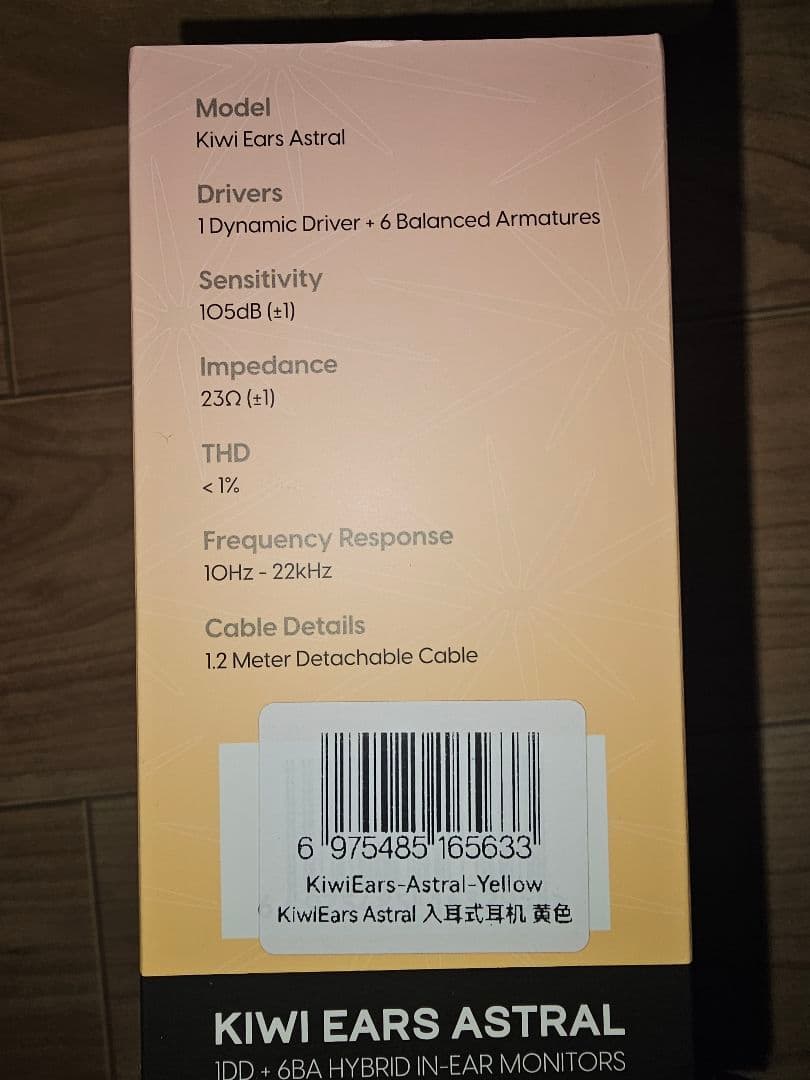 Model
Kiwi Ears Astral
Drivers
1 Dynamic Driver + 6 Balanced Armatures
Sensitivity
105dB (±1)
Impedance
23Ω (±1)
THD
< 1%
Frequency Response
10Hz - 22kHz
Cable Details
1.2 Meter Detachable Cable
6 975485 165633
KiwiEars-Astral-Yellow
KiwiEars Astral 入耳式耳机 黄色
KIWI EARS ASTRAL
1DD + 6BA HYBRID IN-EAR MONITORS